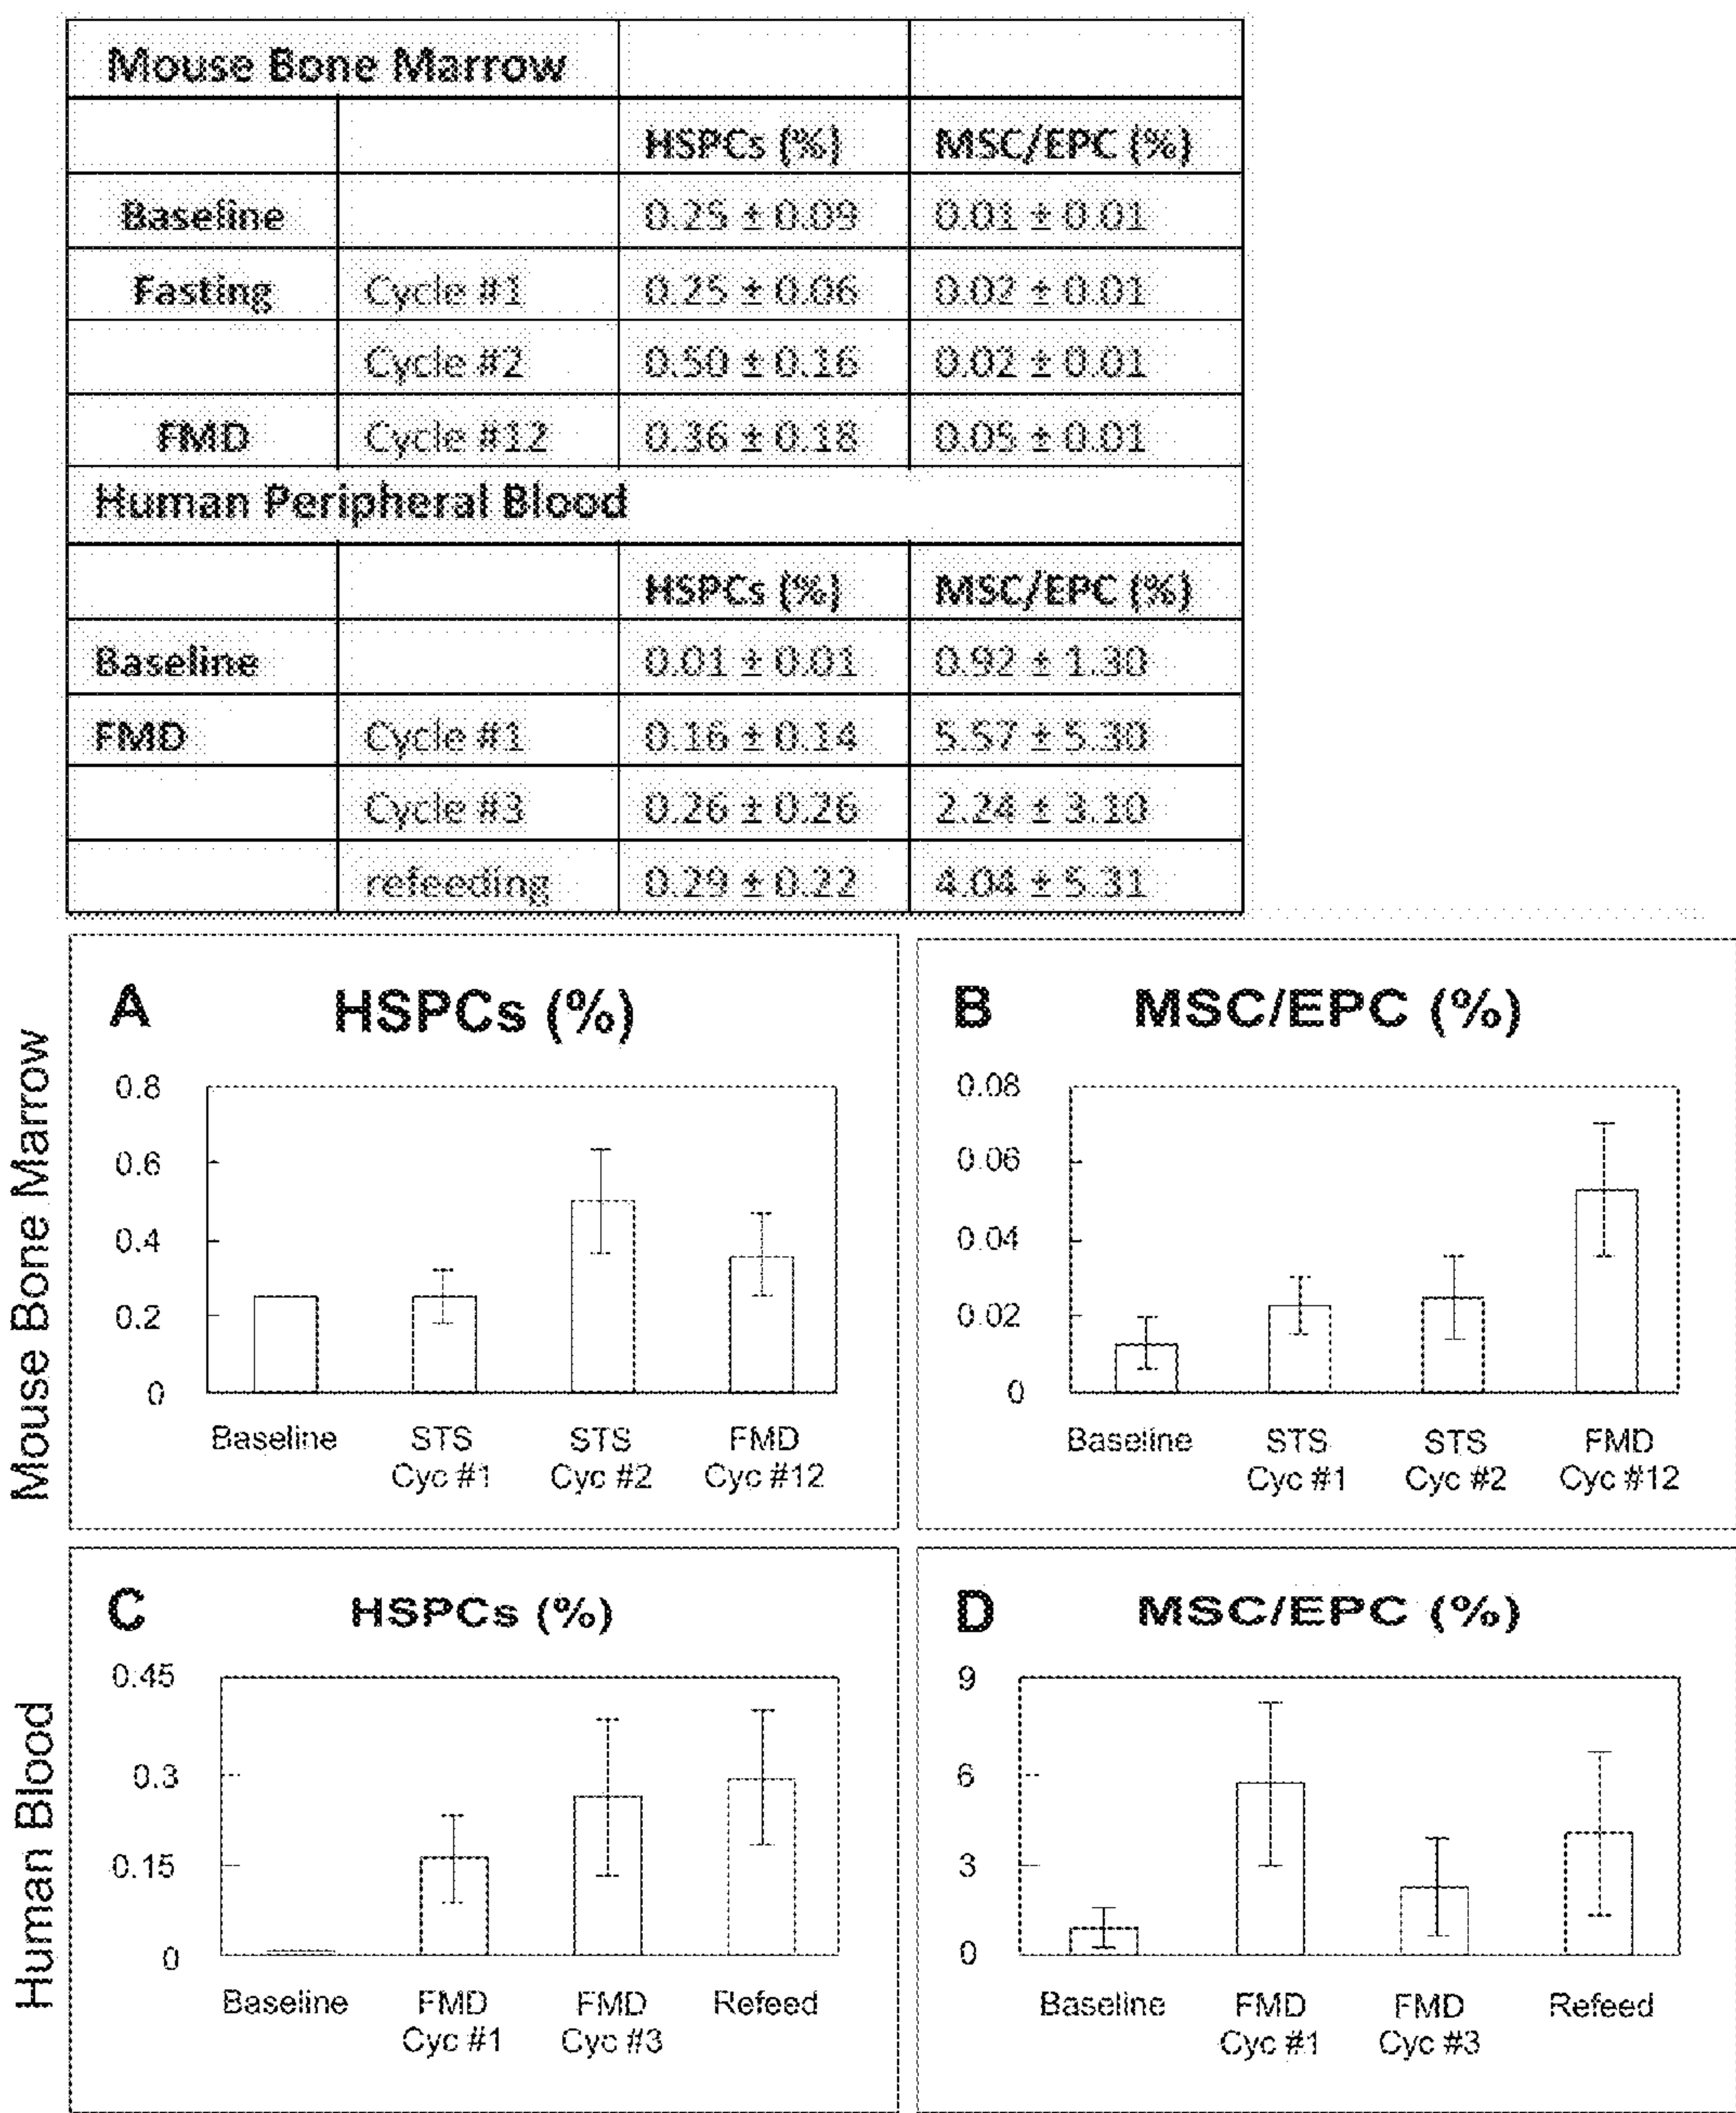 Mouse Bone Marrow
HSPCs (%) MSC/EPC (%)
Baseline 0.25 ± 0.09 0.01 ± 0.01
Fasting Cycle #1 0.25 ± 0.06 0.02 ± 0.01
Cycle #2 0.50 ± 0.16 0.02 ± 0.01
FMD Cycle #12 0.36 ± 0.18 0.05 ± 0.01
Human Peripheral Blood
HSPCs (%) MSC/EPC (%)
Baseline 0.01 ± 0.01 0.92 ± 1.30
FMD Cycle #1 0.16 ± 0.14 5.57 ± 5.30
Cycle #3 0.26 ± 0.26 2.24 ± 3.10
refeeding 0.29 ± 0.22 4.04 ± 5.31
Mouse Bone Marrow
A HSPCs (%)
0.8
0.6
0.4
0.2
0
Baseline STS STS FMD
Cyc #1 Cyc #2 Cyc #12
B MSC/EPC (%)
0.08
0.06
0.04
0.02
0
Baseline STS STS FMD
Cyc #1 Cyc #2 Cyc #12
Human Blood
C HSPCs (%)
0.45
0.3
0.15
0
Baseline FMD FMD Refeed
Cyc #1 Cyc #3
D MSC/EPC (%)
9
6
3
0
Baseline FMD FMD Refeed
Cyc #1 Cyc #3